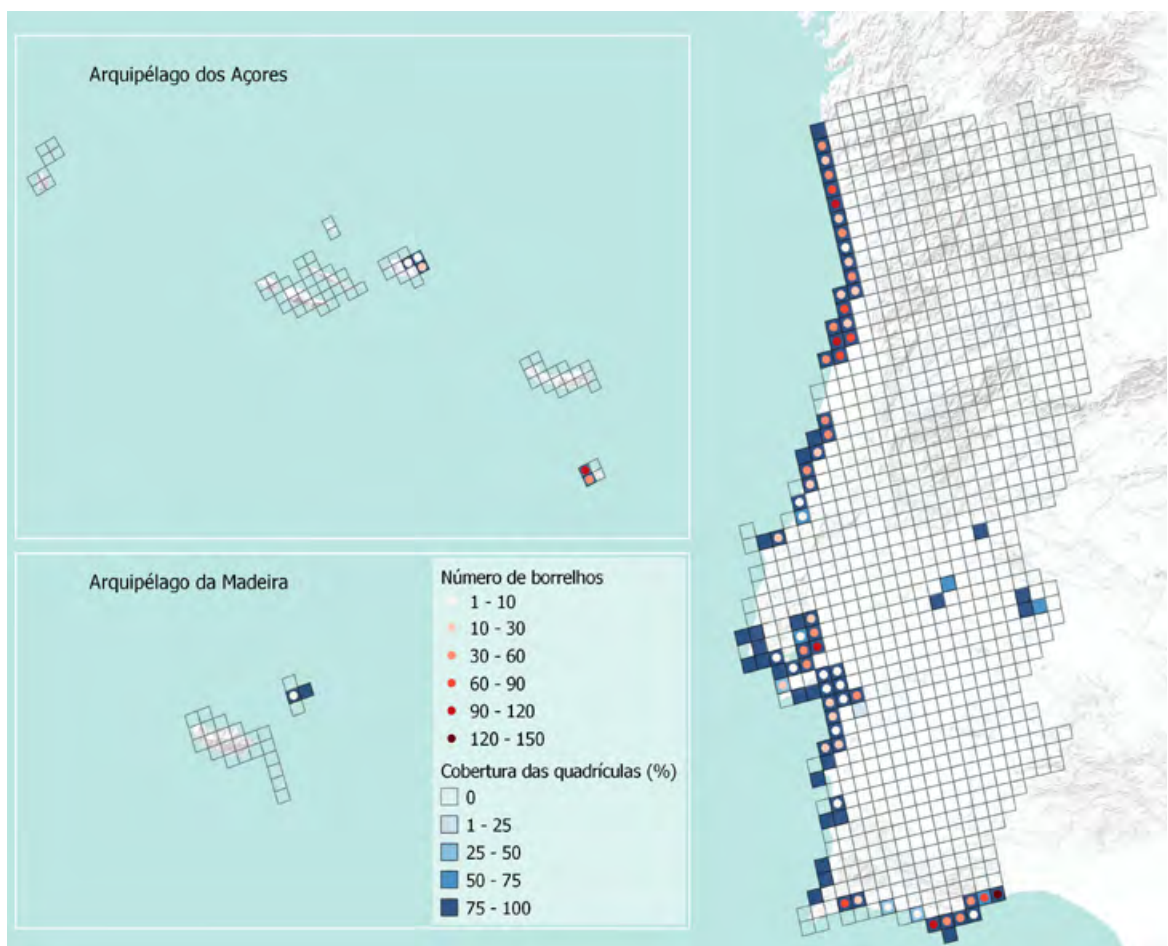 Arquipélago dos Açores
Arquipélago da Madeira
Número de borrelhos
1 - 10
10 - 30
30 - 60
60 - 90
90 - 120
120 - 150
Cobertura das quadrículas (%)
0
1 - 25
25 - 50
50 - 75
75 - 100